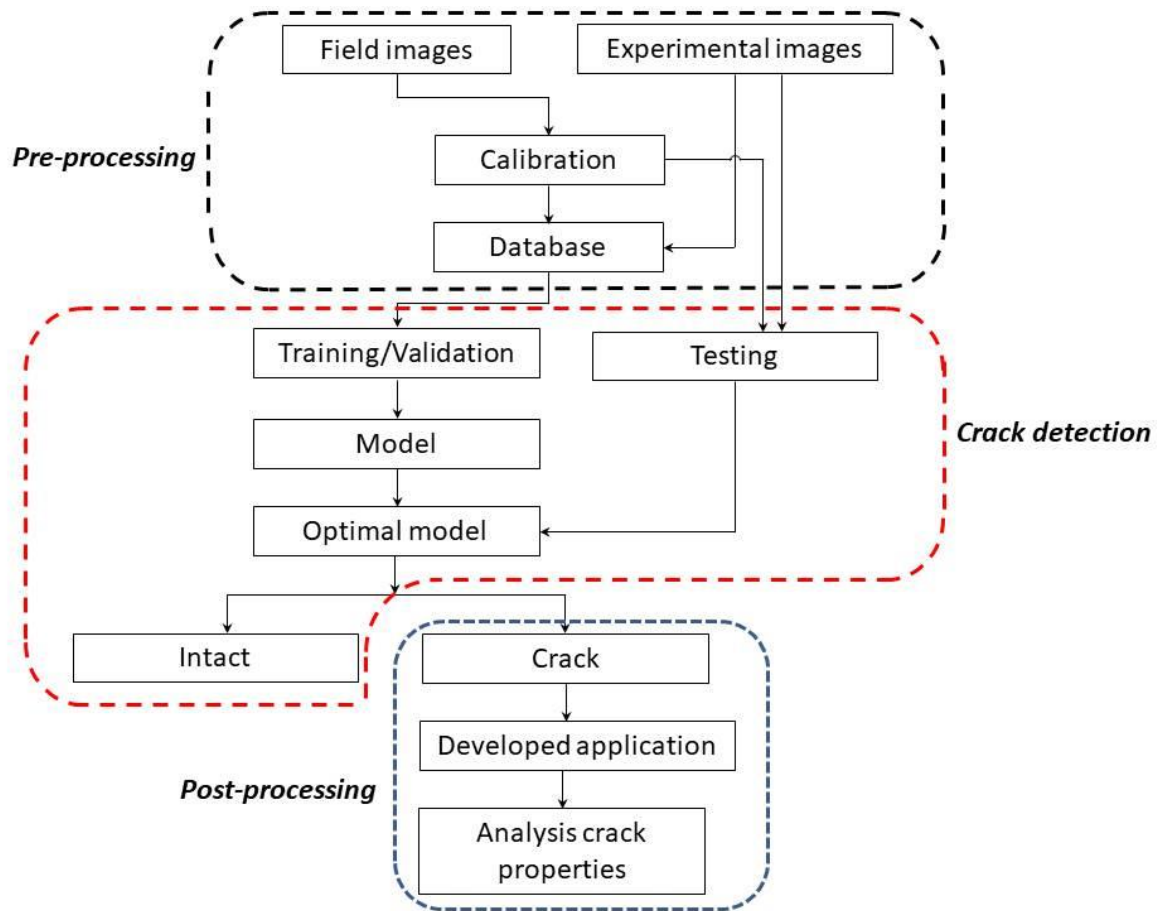 Field images
Experimental images
Pre-processing
Calibration
Database
Training/Validation
Testing
Model
Crack detection
Optimal model
Intact
Crack
Developed application
Post-processing
Analysis crack
properties